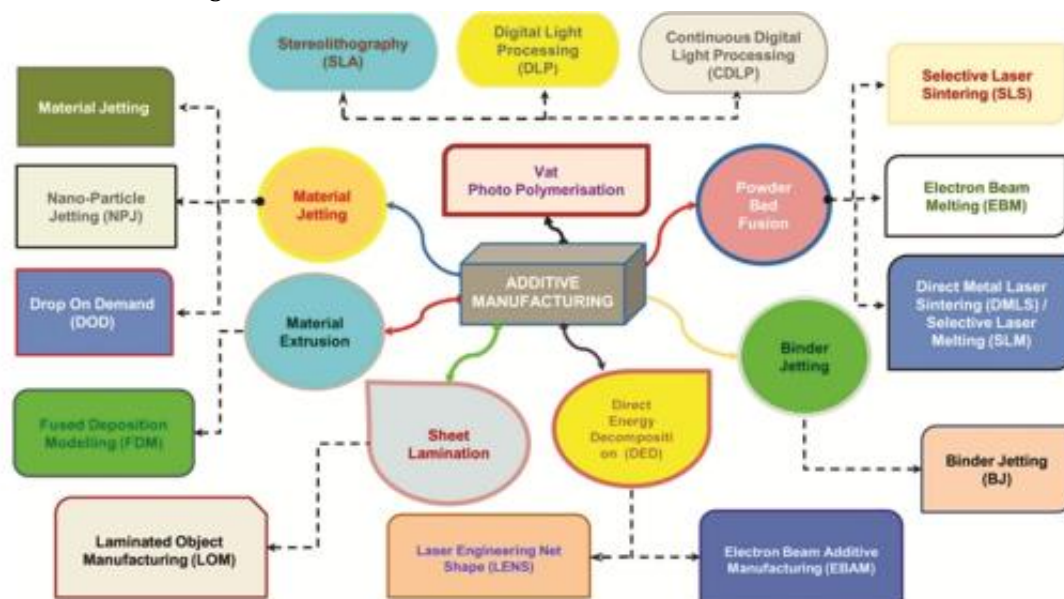 Stereolithography
(SLA)
Digital Light
Processing
(DLP)
Continuous Digital
Light Processing
(CDLP)
Material Jetting
Nano-Particle
Jetting (NPJ)
Drop On Demand
(DOD)
Fused Deposition
Modelling (FDM)
Material
Jetting
Material
Extrusion
Vat
Photo Polymerisation
ADDITIVE
MANUFACTURING
Powder
Bed
Fusion
Selective Laser
Sintering (SLS)
Electron Beam
Melting (EBM)
Direct Metal Laser
Sintering (DMLS) /
Selective Laser
Melting (SLM)
Binder
Jetting
Binder Jetting
(BJ)
Sheet
Lamination
Direct
Energy
Decompositi
on (DED)
Laminated Object
Manufacturing (LOM)
Laser Engineering Net
Shape (LENS)
Electron Beam Additive
Manufacturing (EBAM)